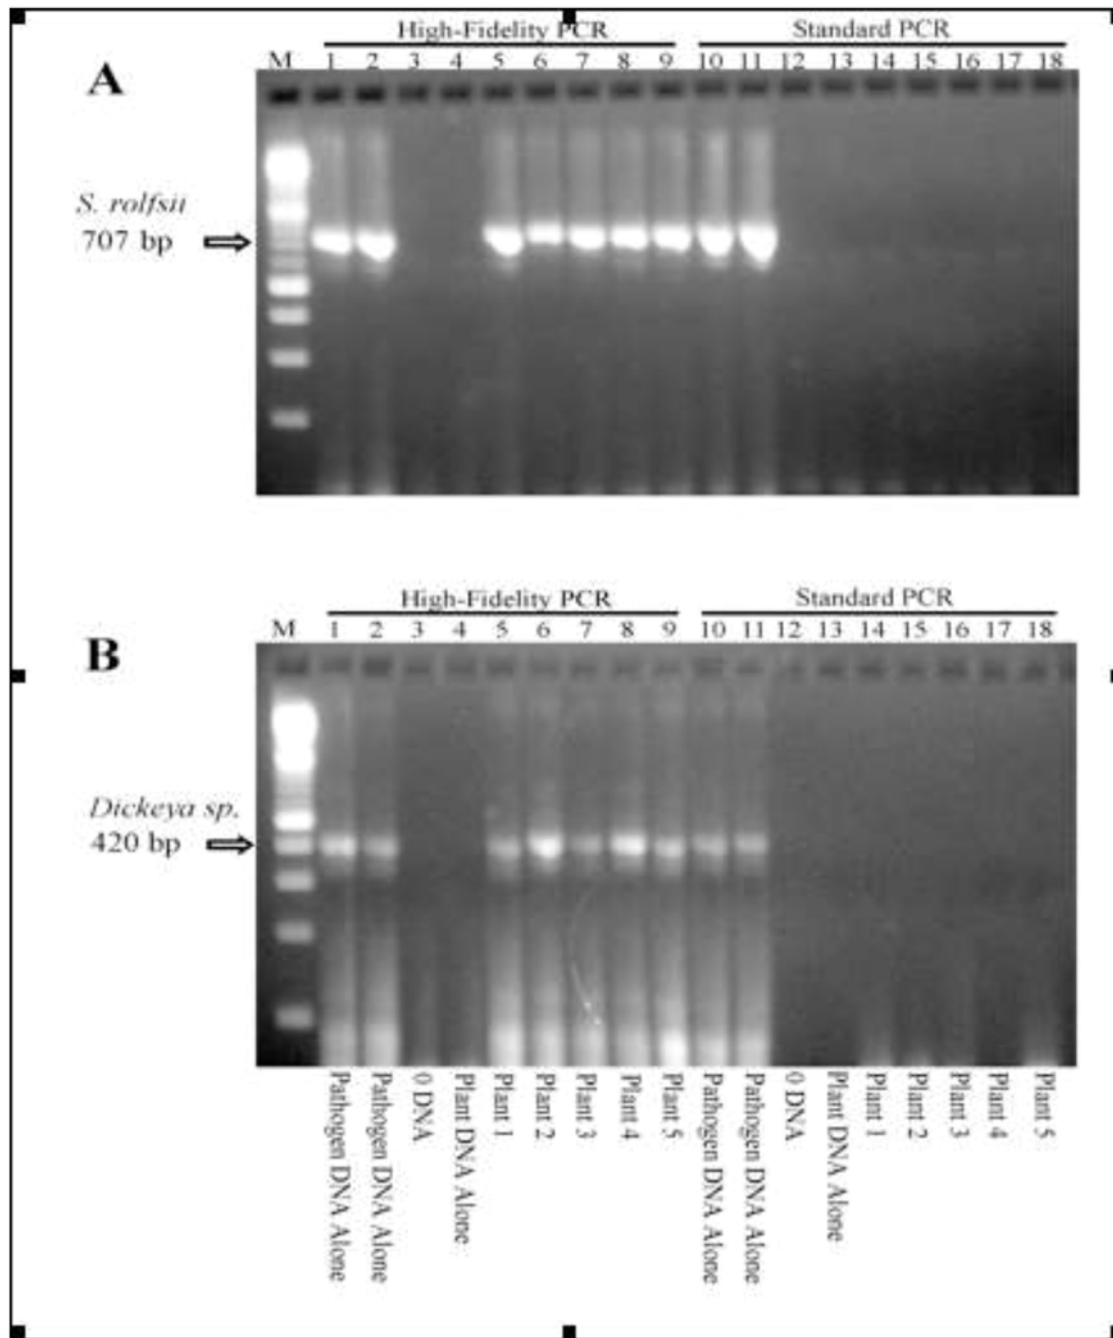 High-Fidelity PCR Standard PCR
A M 1 2 3 4 5 6 7 8 9 10 11 12 13 14 15 16 17 18
S. rolfsii
707 bp
High-Fidelity PCR Standard PCR
B M 1 2 3 4 5 6 7 8 9 10 11 12 13 14 15 16 17 18
Dickeya sp.
420 bp
Pathogen DNA Alone
Pathogen DNA Alone
0 DNA
Plant DNA Alone
Plant 1
Plant 2
Plant 3
Plant 4
Plant 5
Pathogen DNA Alone
Pathogen DNA Alone
0 DNA
Plant DNA Alone
Plant 1
Plant 2
Plant 3
Plant 4
Plant 5